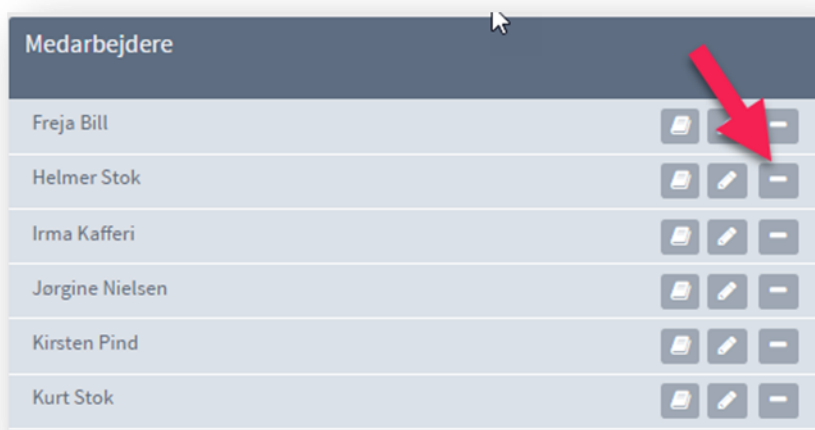 Medarbejdere
Freja Bill
Helmer Stok
Irma Kafferi
Jørgine Nielsen
Kirsten Pind
Kurt Stok